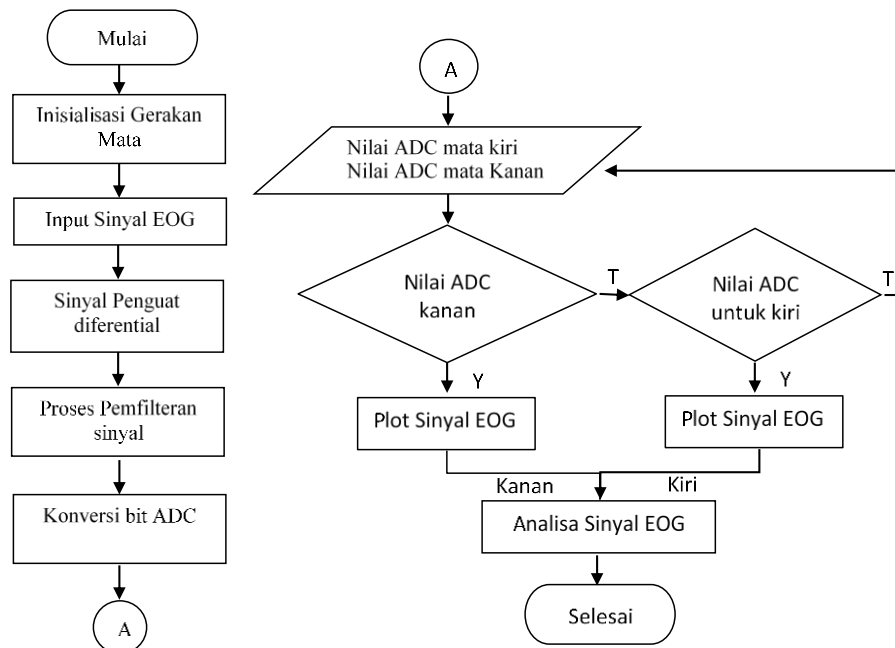 Mulai
Inisialisasi Gerakan
Mata
Input Sinyal EOG
Sinyal Penguat
diferential
Proses Pemfilteran
sinyal
Konversi bit ADC
A
A
Nilai ADC mata kiri
Nilai ADC mata Kanan
Nilai ADC
kanan
T
Nilai ADC
untuk kiri
T
Y
Y
Plot Sinyal EOG
Plot Sinyal EOG
Kanan
Kiri
Analisa Sinyal EOG
Selesai